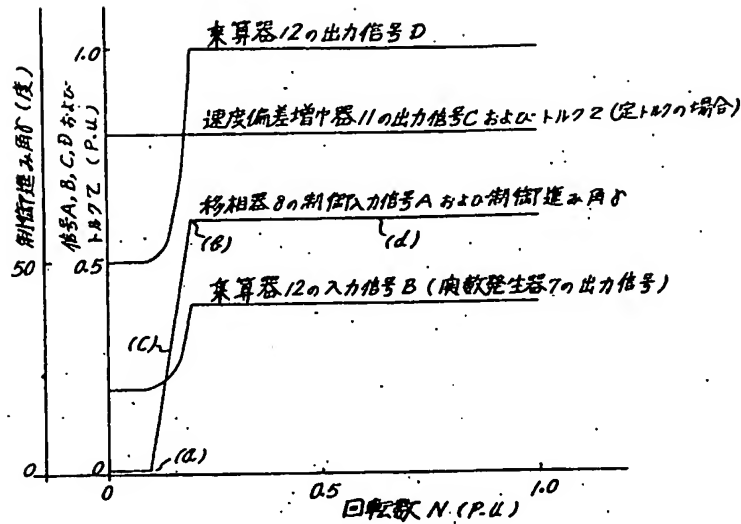 制御進み角γ(度)
信号A,B,C,Dおよび
トルクτ(P.U)
1.0
50
0.5
0
0
乗算器12の出力信号D
速度偏差増巾器11の出力信号Cおよびトルクτ(定トルクの場合)
移相器8の制御入力信号Aおよび制御進み角γ
(b)
(d)
乗算器12の入力信号B(関数発生器7の出力信号)
(C)
(a)
0
0.5
1.0
回転数N(P.U)